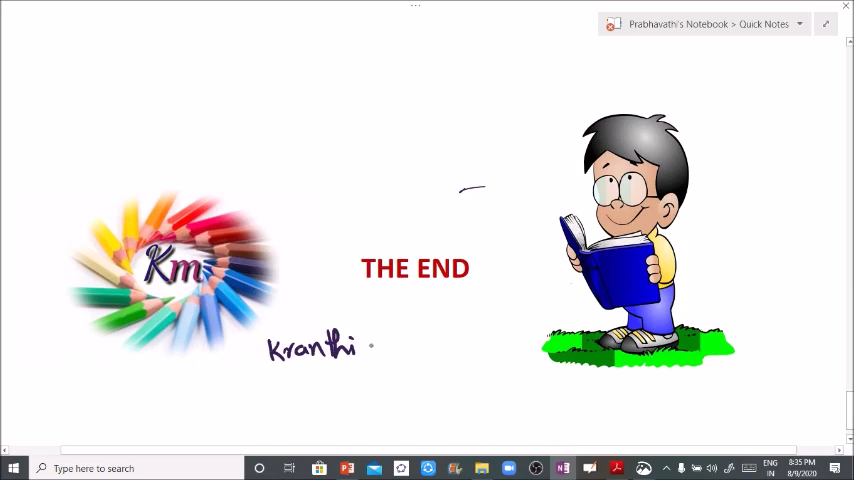 Prabhavathi's Notebook > Quick Notes
Km
THE END
Kranthi
Type here to search
ENG
IN
8:35 PM
8/9/2020